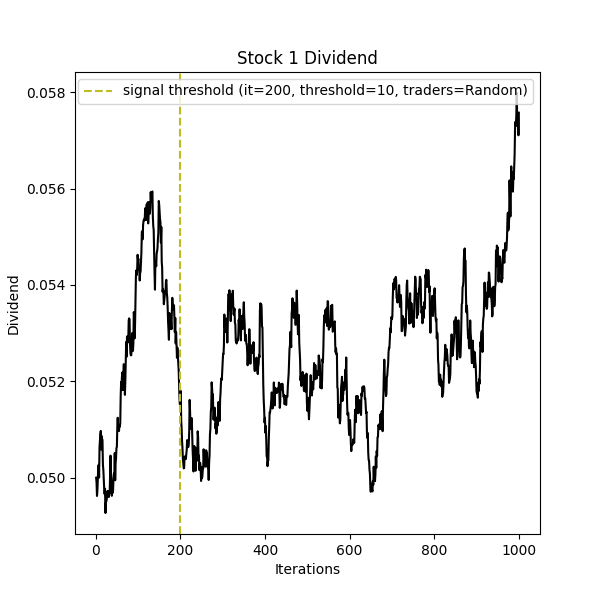 Stock 1 Dividend
signal threshold (it=200, threshold=10, traders=Random)
0.058
0.056
0.054
0.052
0.050
Dividend
0 200 400 600 800 1000
Iterations